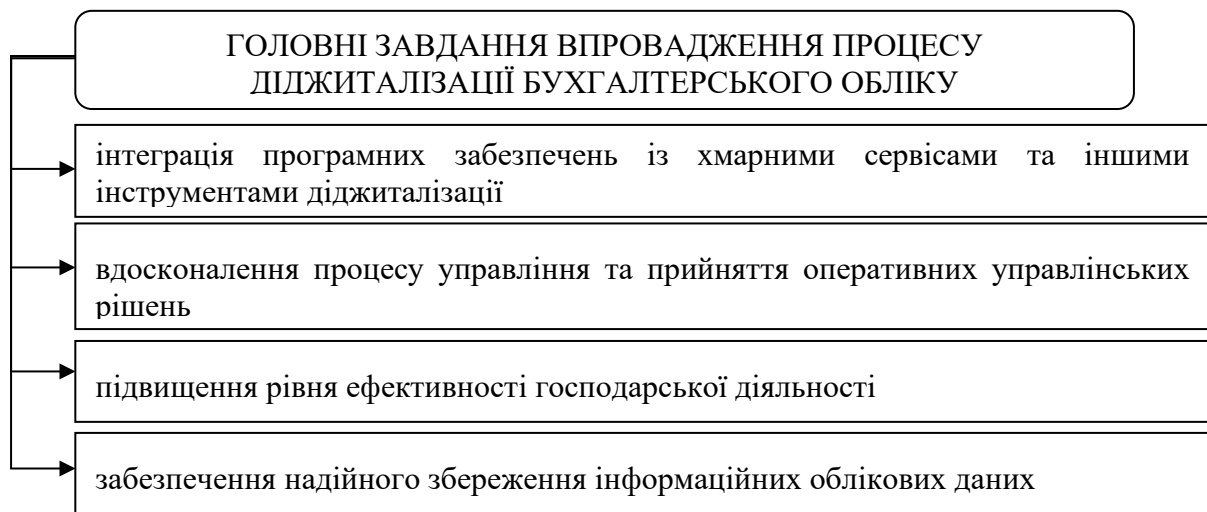 ГОЛОВНІ ЗАВДАННЯ ВПРОВАДЖЕННЯ ПРОЦЕСУ
ДІДЖИТАЛІЗАЦІЇ БУХГАЛТЕРСЬКОГО ОБЛІКУ
інтеграція програмних забезпечень із хмарними сервісами та іншими
інструментами діджиталізації
вдосконалення процесу управління та прийняття оперативних управлінських
рішень
підвищення рівня ефективності господарської діяльності
забезпечення надійного збереження інформаційних облікових даних